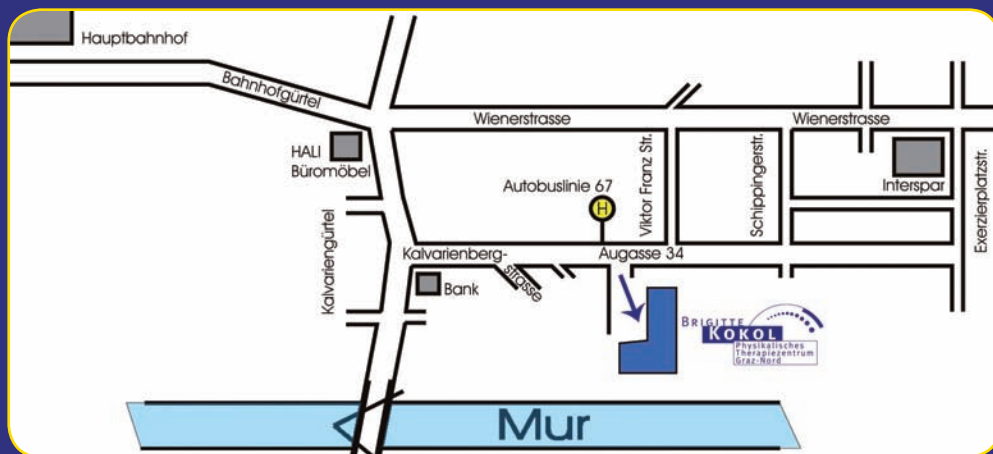 Hauptbahnhof
Bahnhofgürtel
Wienerstrasse
Wienerstrasse
HALI
Büromöbel
Autobuslinie 67
H
Viktor Franz Str.
Schippingerstr.
Interspar
Exerzierplatzstr.
Kalvariengürtel
Kalvarienberg-
strasse
Augasse 34
Bank
BRIGITTE
KOKOL
Physikalisches
Therapiezentrum
Graz-Nord
Mur